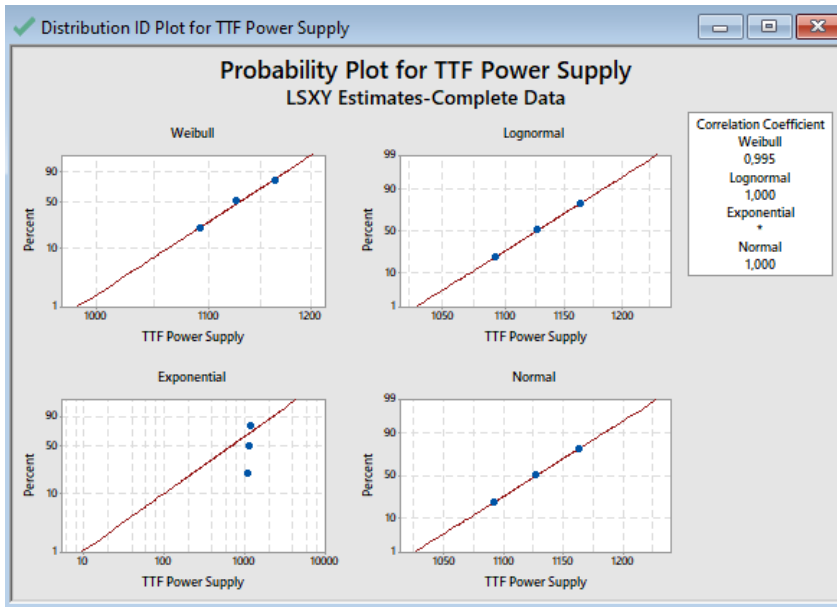 Distribution ID Plot for TTF Power Supply
Probability Plot for TTF Power Supply
LSXY Estimates-Complete Data
Weibull
90
50
10
1
Percent
1000 1100 1200
TTF Power Supply
Lognormal
99
90
50
10
1
Percent
1050 1100 1150 1200
TTF Power Supply
Correlation Coefficient
Weibull
0,995
Lognormal
1,000
Exponential
*
Normal
1,000
Exponential
90
50
10
1
Percent
10 100 1000 10000
TTF Power Supply
Normal
99
90
50
10
1
Percent
1050 1100 1150 1200
TTF Power Supply